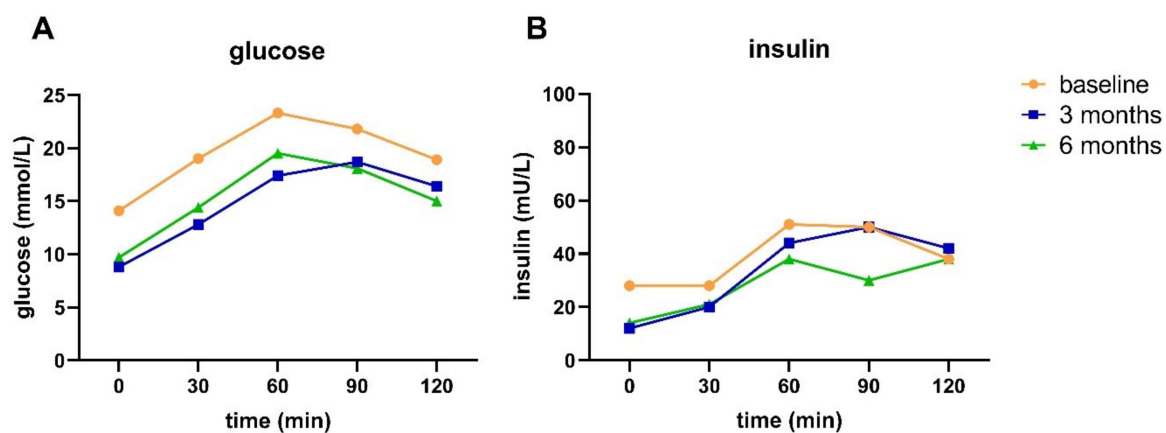 A
glucose
glucose (mmol/L)
25
20
15
10
5
0
0 30 60 90 120
time (min)
B
insulin
insulin (mU/L)
100
80
60
40
20
0
0 30 60 90 120
time (min)
baseline
3 months
6 months